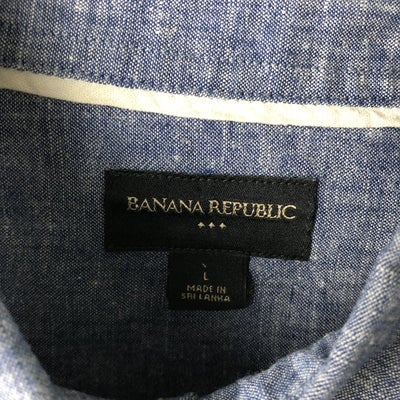 BANANA REPUBLIC
L
MADE IN
SRI LANKA